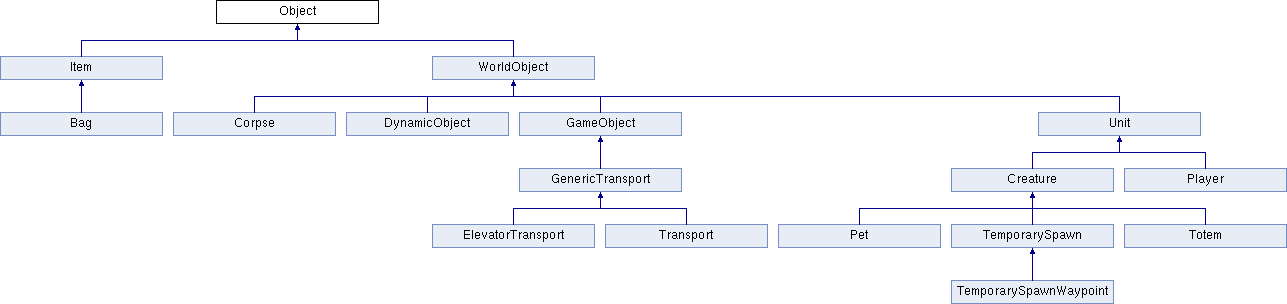 Object
Item
WorldObject
Bag
Corpse
DynamicObject
GameObject
Unit
GenericTransport
Creature
Player
ElevatorTransport
Transport
Pet
TemporarySpawn
Totem
TemporarySpawnWaypoint